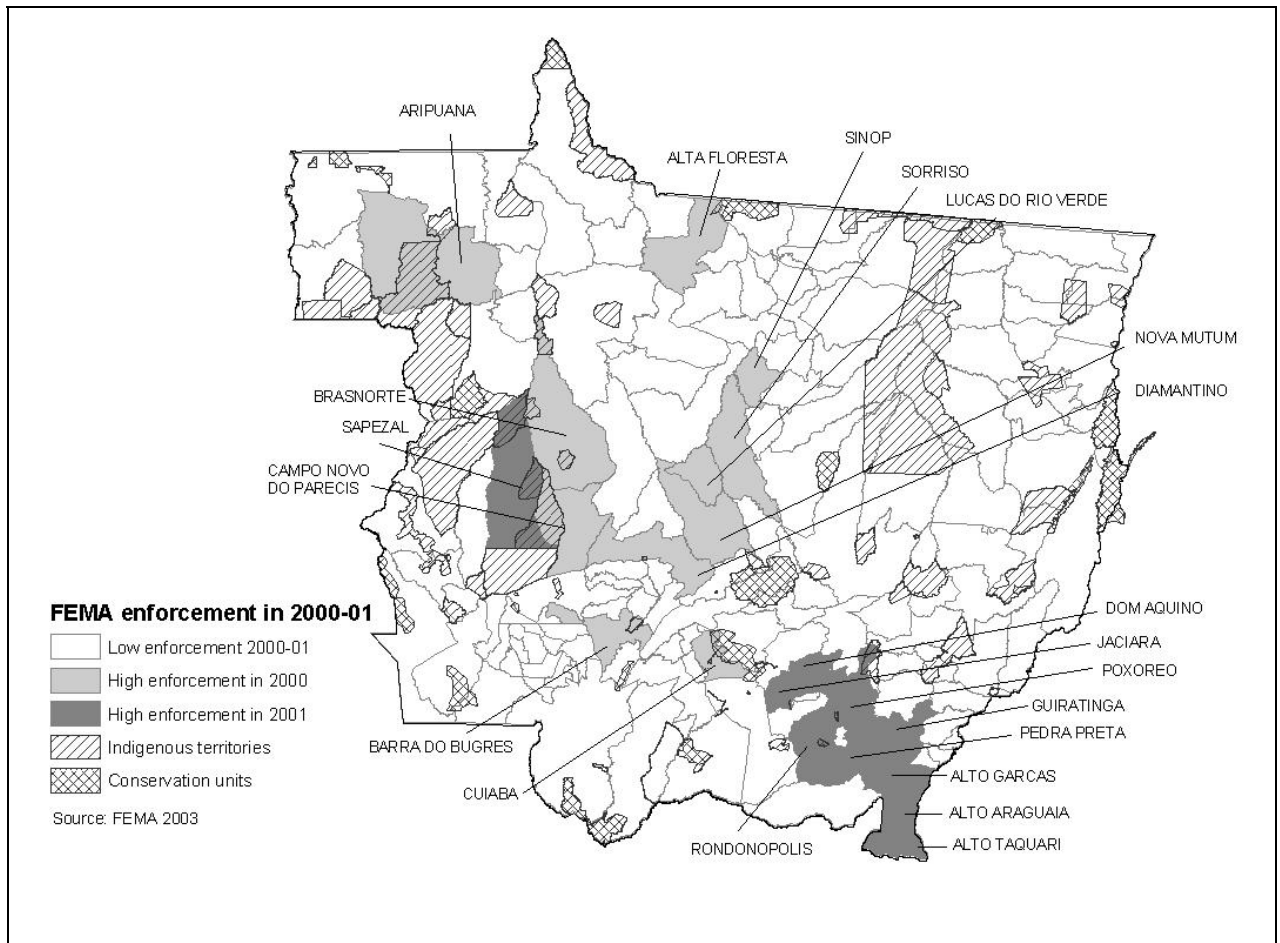 ARIPUANA
SINOP
ALTA FLORESTA
SORRISO
LUCAS DO RIO VERDE
NOVA MUTUM
DIAMANTINO
BRASNORTE
SAPEZAL
CAMPO NOVO
DO PARECIS
FEMA enforcement in 2000-01
Low enforcement 2000-01
High enforcement in 2000
High enforcement in 2001
Indigenous territories
Conservation units
Source: FEMA 2003
DOM AQUINO
JACIARA
POXOREO
GUIRATINGA
PEDRA PRETA
BARRA DO BUGRES
ALTO GARCAS
CUIABA
ALTO ARAGUAIA
RONDONOPOLIS
ALTO TAQUARI